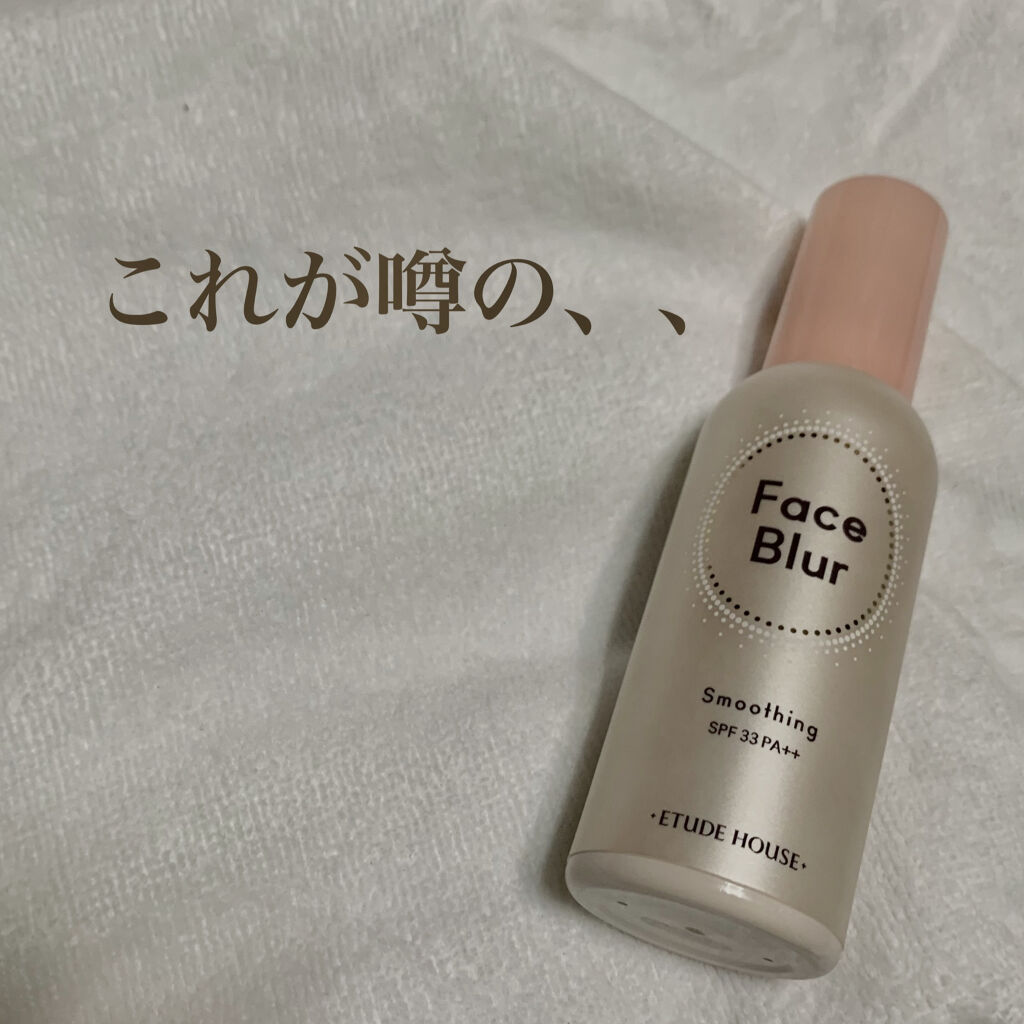 これが噂の、、
Face
Blur
Smoothing
SPF 33 PA++
ETUDE HOUSE